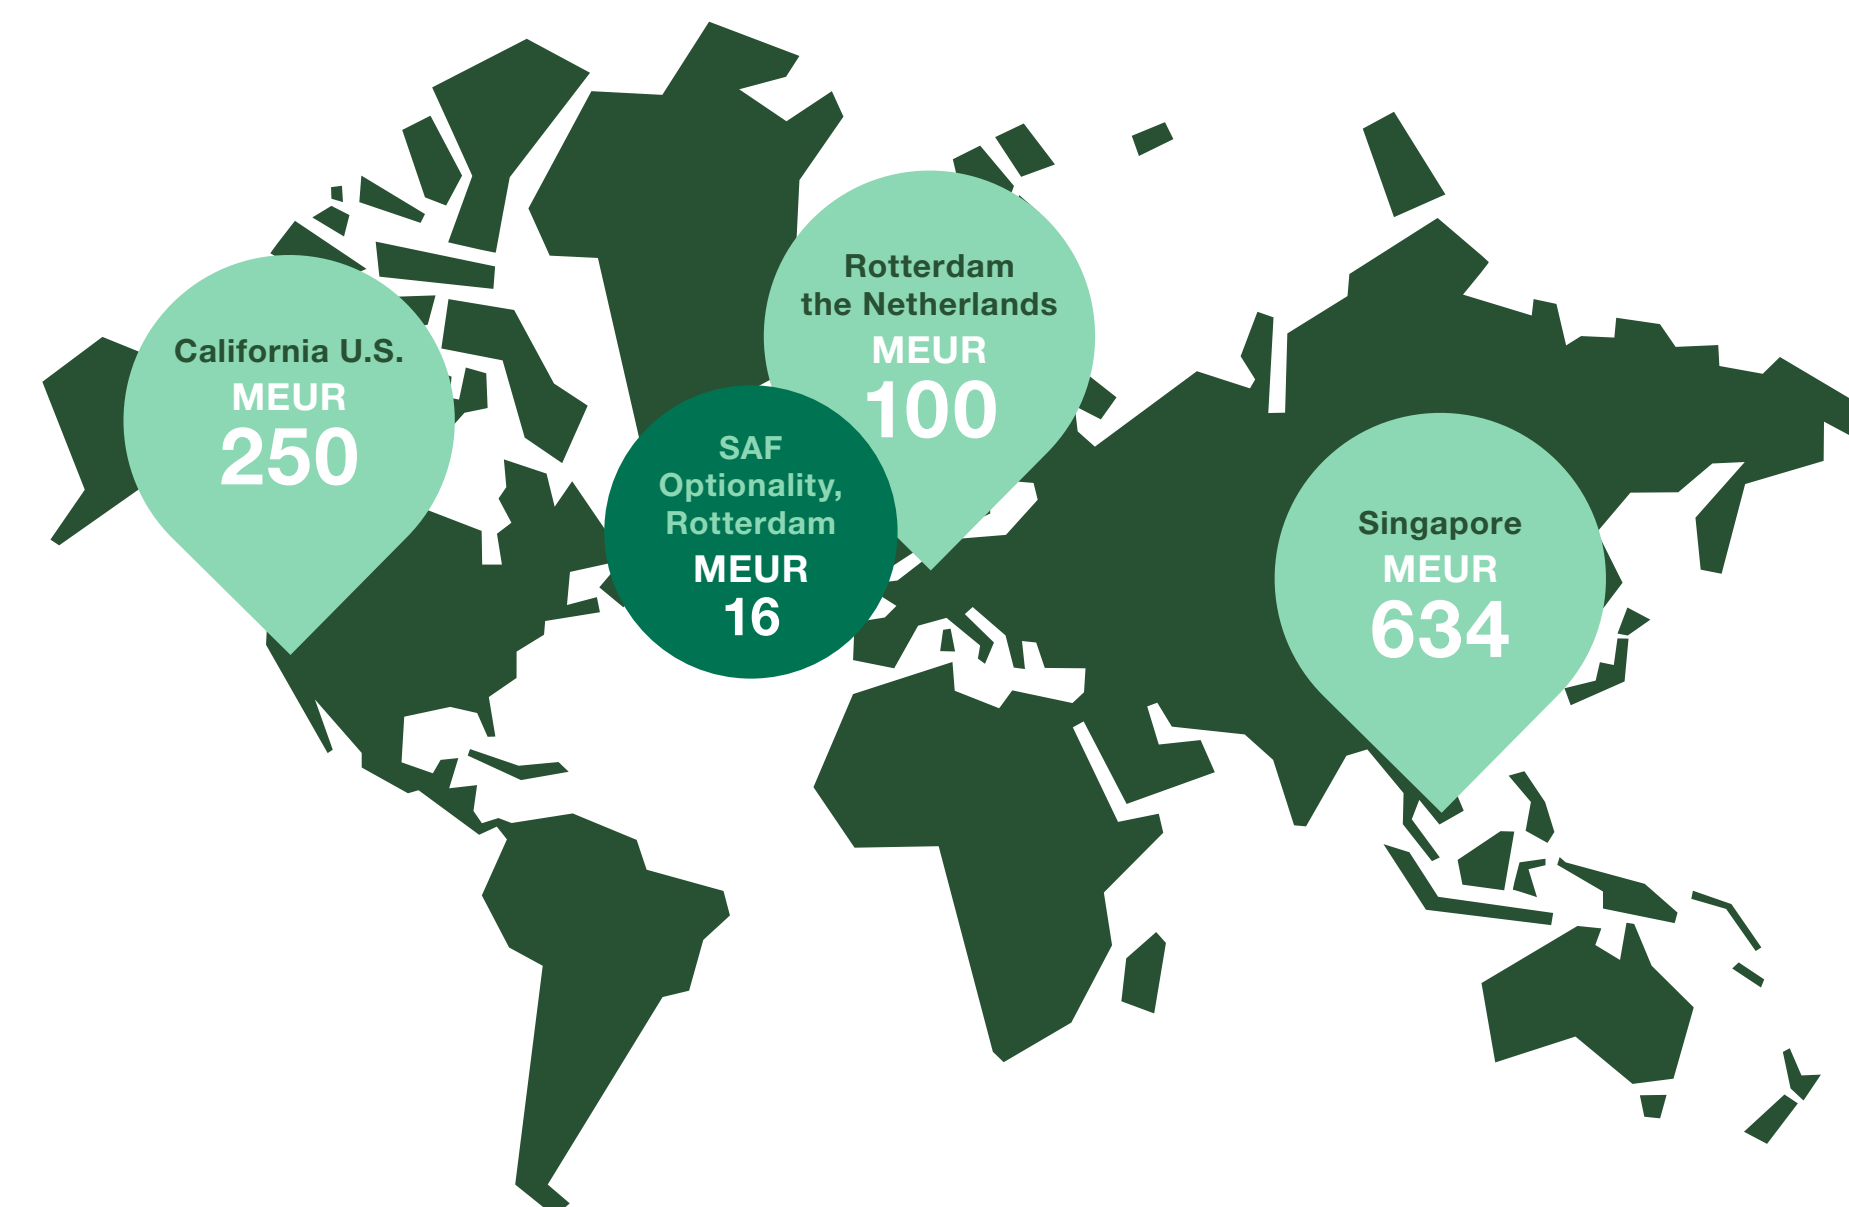 California U.S.
MEUR
250
Rotterdam
the Netherlands
MEUR
100
SAF
Optionality,
Rotterdam
MEUR
16
Singapore
MEUR
634